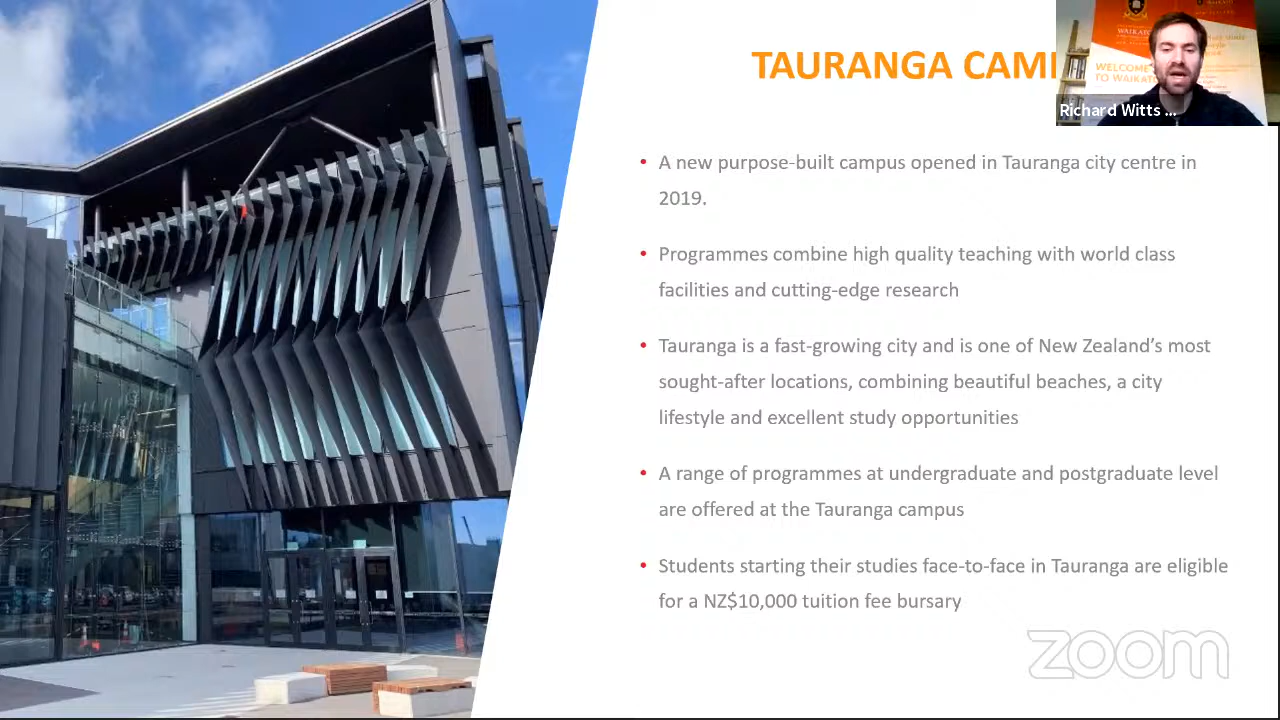 TAURANGA CAM
WAIKATO
WELCOME
TO WAIKAT
Richard Witts ...
• A new purpose-built campus opened in Tauranga city centre in
2019.
• Programmes combine high quality teaching with world class
facilities and cutting-edge research
• Tauranga is a fast-growing city and is one of New Zealand’s most
sought-after locations, combining beautiful beaches, a city
lifestyle and excellent study opportunities
• A range of programmes at undergraduate and postgraduate level
are offered at the Tauranga campus
• Students starting their studies face-to-face in Tauranga are eligible
for a NZ$10,000 tuition fee bursary
zoom